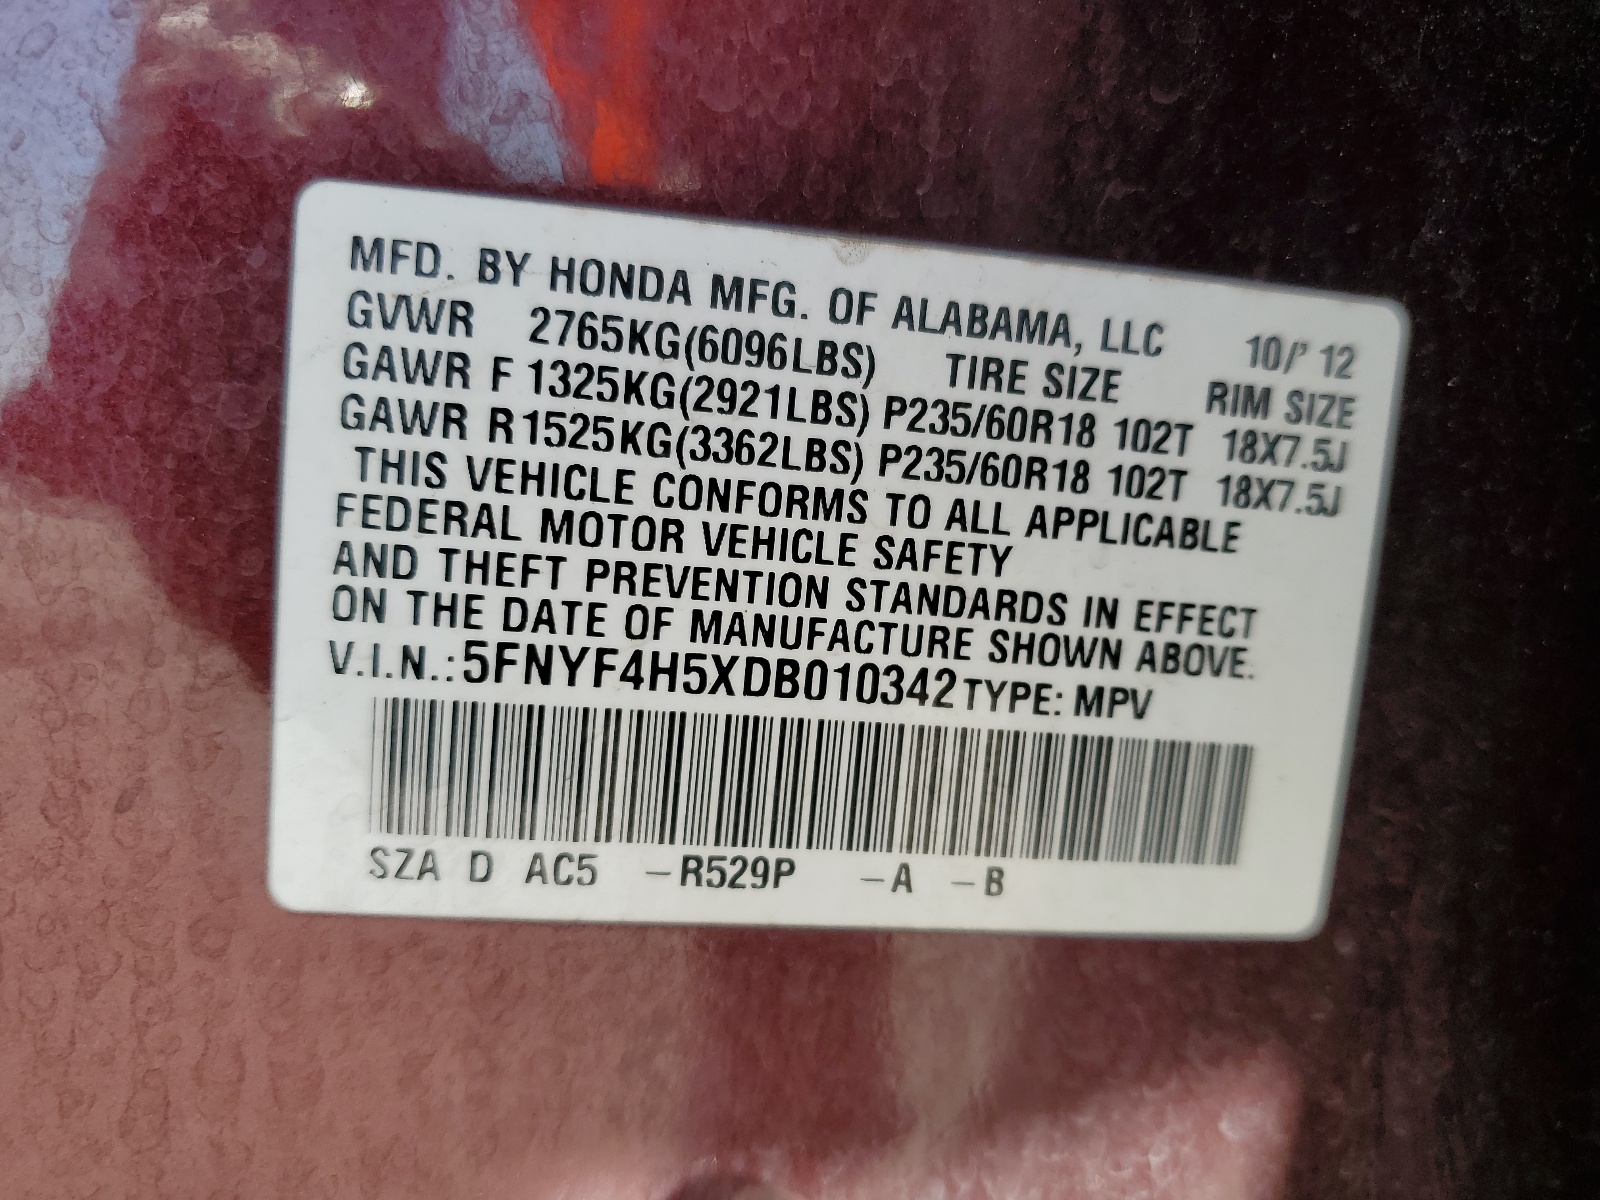 MFD. BY HONDA MFG. OF ALABAMA, LLC 10/ 12
GVWR 2765KG(6096LBS) TIRE SIZE RIM SIZE
GAWR F 1325KG(2921LBS) P235/60R18 102T 18X7.5J
GAWR R 1525KG(3362LBS) P235/60R18 102T 18X7.5J
THIS VEHICLE CONFORMS TO ALL APPLICABLE
FEDERAL MOTOR VEHICLE SAFETY
AND THEFT PREVENTION STANDARDS IN EFFECT
ON THE DATE OF MANUFACTURE SHOWN ABOVE.
V.I.N.: 5FNYF4H5XDB010342 TYPE: MPV
SZA D AC5 -R529P -A -B